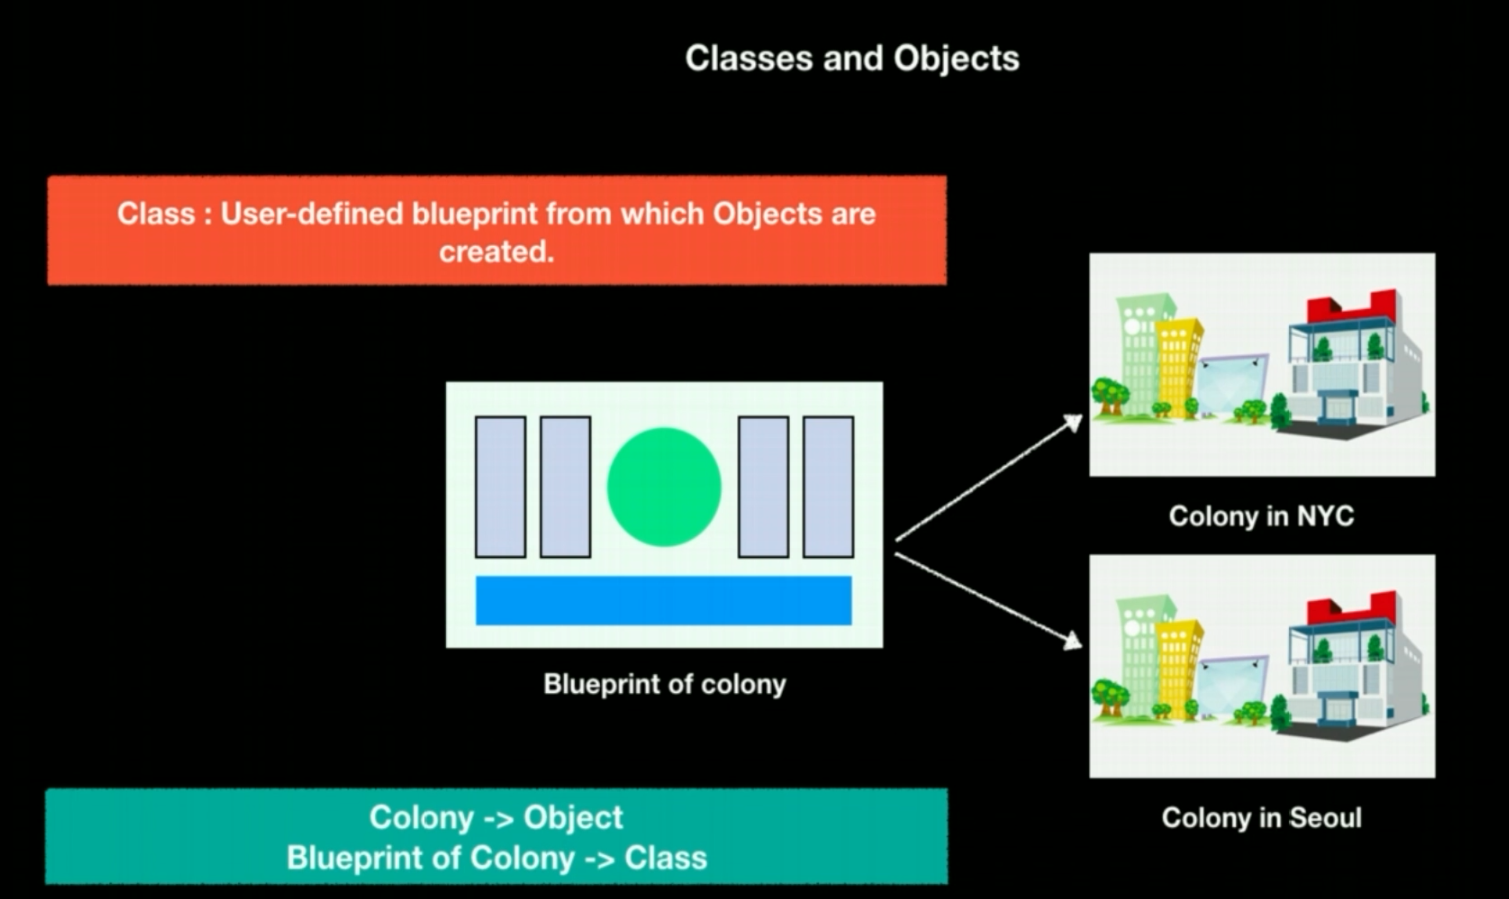 Classes and Objects
Class : User-defined blueprint from which Objects are
created.
Blueprint of colony
Colony in NYC
Colony in Seoul
Colony -> Object
Blueprint of Colony -> Class